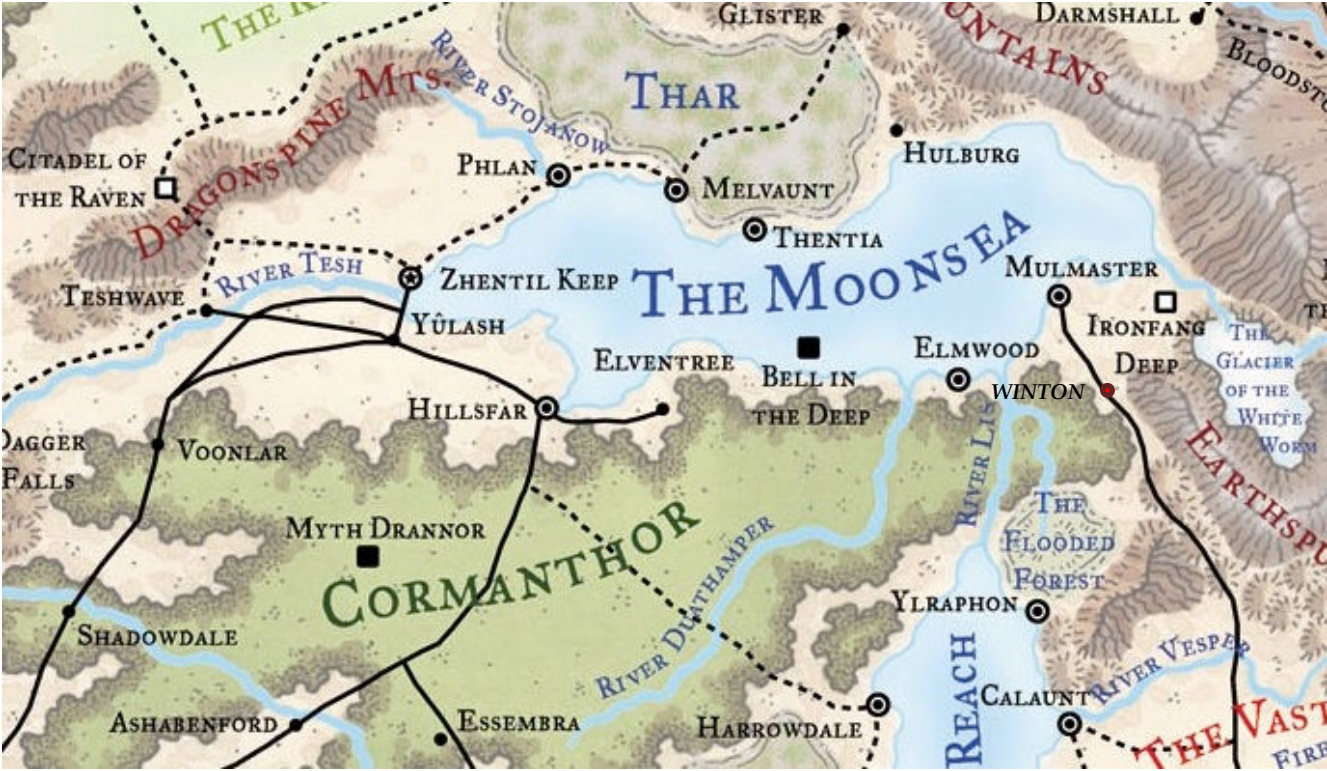 GLISTER
DARMSHALL
THE
UNTAINS
BLOODSTO
RIVER STOJANOW
THAR
DRAGONSPINE MTS.
CITADEL OF
THE RAVEN
PHLAN
MELVAUNT
HULBURG
THENTIA
RIVER TESH
ZHENTIL KEEP
THE MOONSEA
MULMASTER
TESHWAVE
YÛLASH
IRONFANG
DEEP
ELVENTREE
BELL IN
THE DEEP
ELMWOOD
THE
GLACIER
OF THE
WHITE
WORM
WINTON
HILLSFAR
DAGGER
FALLS
VOONLAR
RIVER LIS
EARTHSPU
MYTH DRANNOR
CORMANTHOR
THE
FLOODED
FOREST
RIVER DUATHAMPER
YLRAPHON
SHADOWDALE
REACH
RIVER VESPER
CALAUNT
ASHABENFORD
ESSEMBRA
HARROWDALE
THE VAST
FIRE